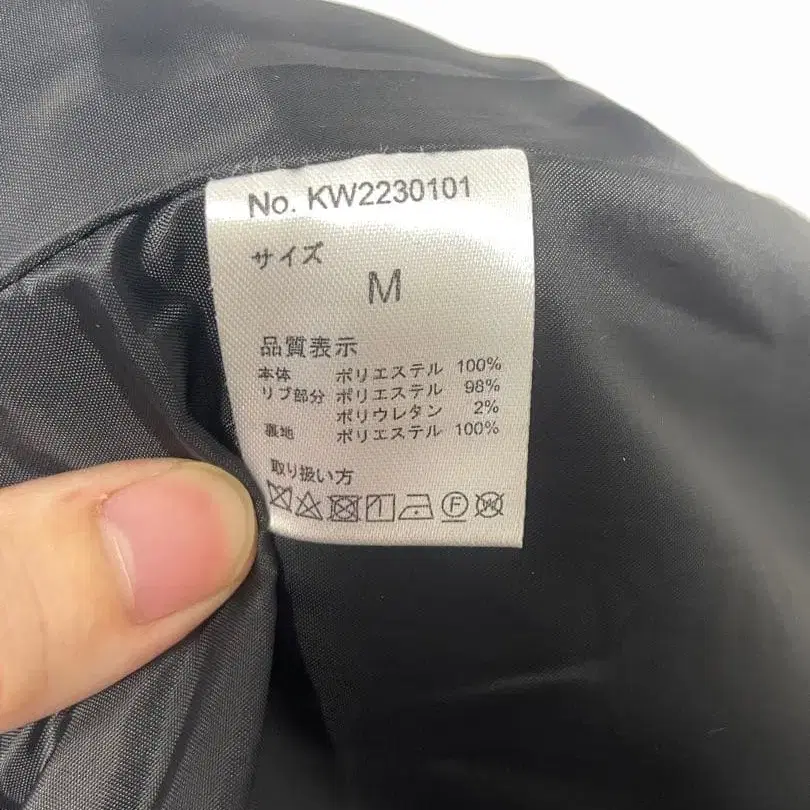 No. KW2230101
サイズ
M
品質表示
本体 ポリエステル 100%
リブ部分 ポリエステル 98%
ポリウレタン 2%
裏地 ポリエステル 100%
取り扱い方
F W